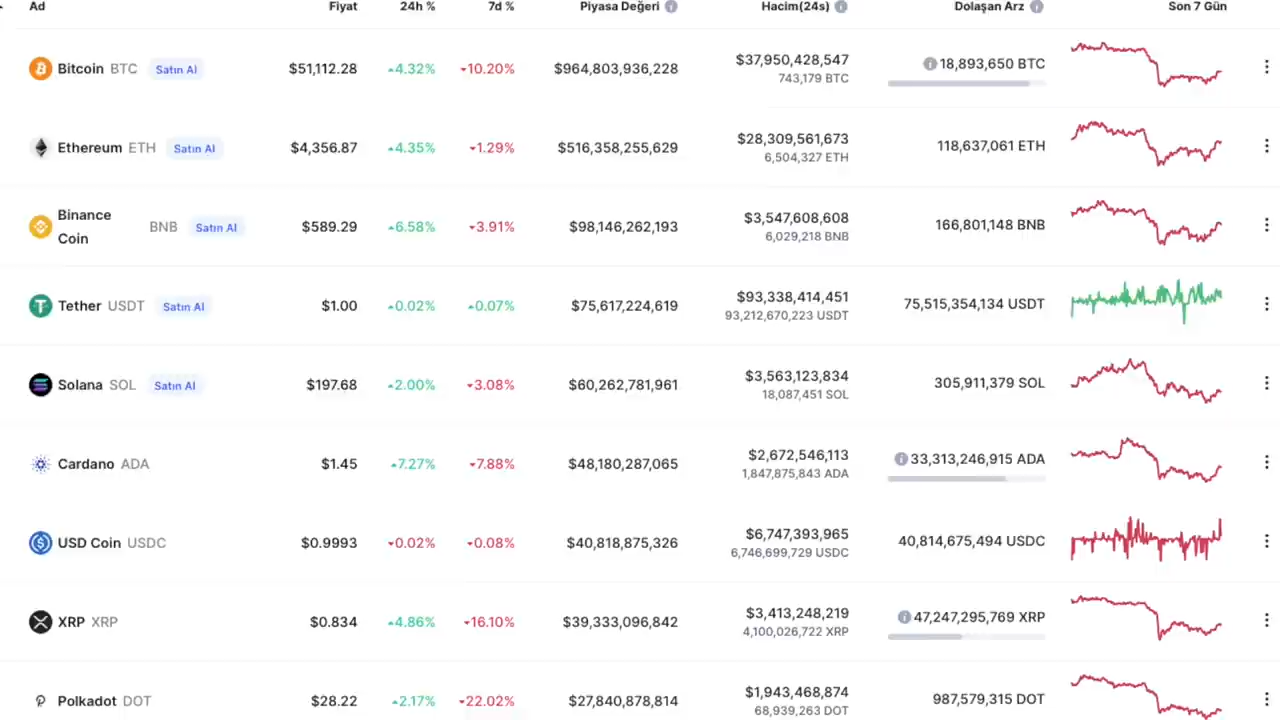 Ad Fiyat 24h % 7d % Piyasa Değeri Hacim(24s) Dolaşan Arz Son 7 Gün
Bitcoin BTC Satın Al $51,112.28 4.32% 10.20% $964,803,936,228 $37,950,428,547 18,893,650 BTC
743,179 BTC
Ethereum ETH Satın Al $4,356.87 4.35% 1.29% $516,358,255,629 $28,309,561,673 118,637,061 ETH
6,504,327 ETH
Binance Coin BNB Satın Al $589.29 6.58% 3.91% $98,146,262,193 $3,547,608,608 166,801,148 BNB
6,029,218 BNB
Tether USDT Satın Al $1.00 0.02% 0.07% $75,617,224,619 $93,338,414,451 75,515,354,134 USDT
93,212,670,223 USDT
Solana SOL Satın Al $197.68 2.00% 3.08% $60,262,781,961 $3,563,123,834 305,911,379 SOL
18,087,451 SOL
Cardano ADA $1.45 7.27% 7.88% $48,180,287,065 $2,672,546,113 33,313,246,915 ADA
1,847,875,843 ADA
USD Coin USDC $0.9993 0.02% 0.08% $40,818,875,326 $6,747,393,965 40,814,675,494 USDC
6,746,699,729 USDC
XRP XRP $0.834 4.86% 16.10% $39,333,096,842 $3,413,248,219 47,247,295,769 XRP
4,100,026,722 XRP
Polkadot DOT $28.22 2.17% 22.02% $27,840,878,814 $1,943,468,874 987,579,315 DOT
68,939,263 DOT